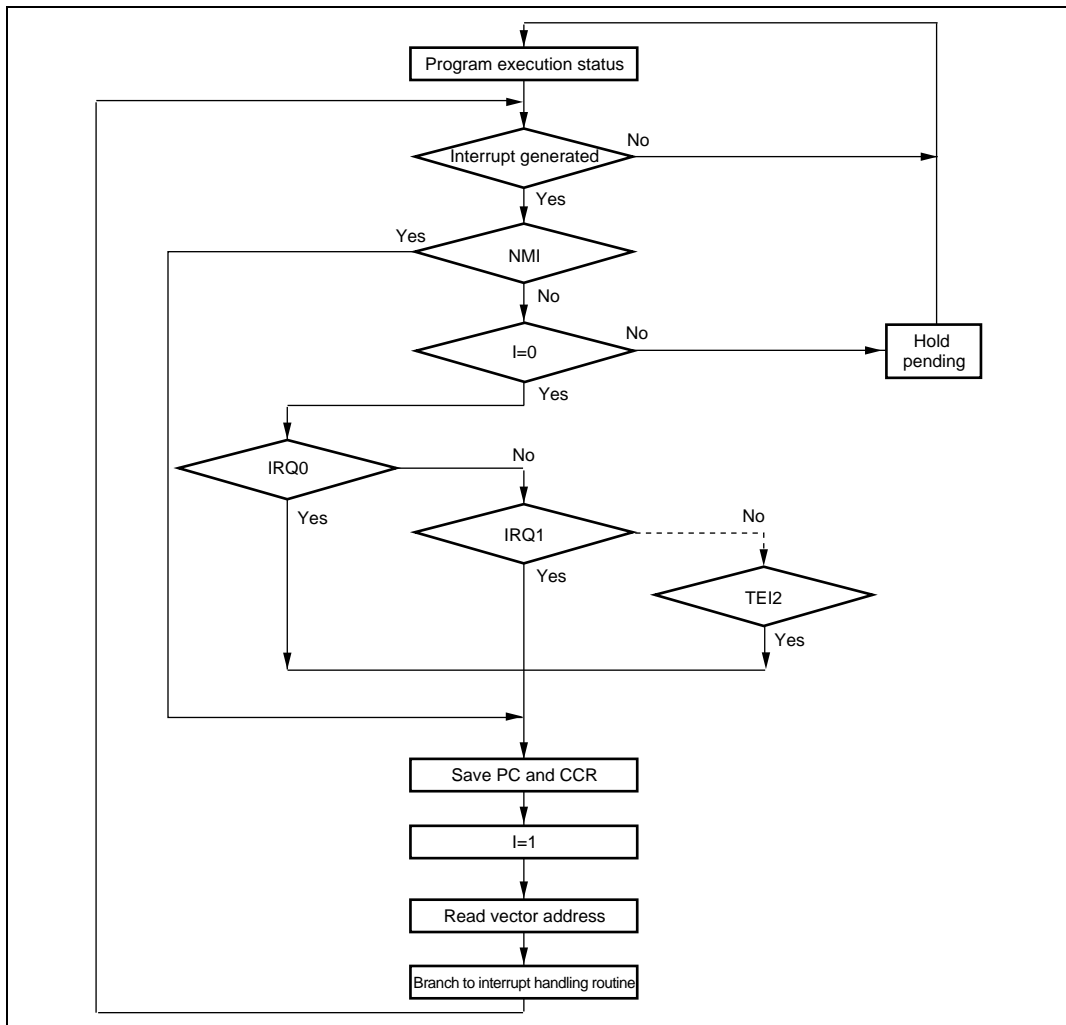 Program execution status
Interrupt generated
No
Yes
Yes
NMI
No
I=0
No
Hold
pending
Yes
IRQ0
No
Yes
IRQ1
No
Yes
TEI2
Yes
Save PC and CCR
I=1
Read vector address
Branch to interrupt handling routine